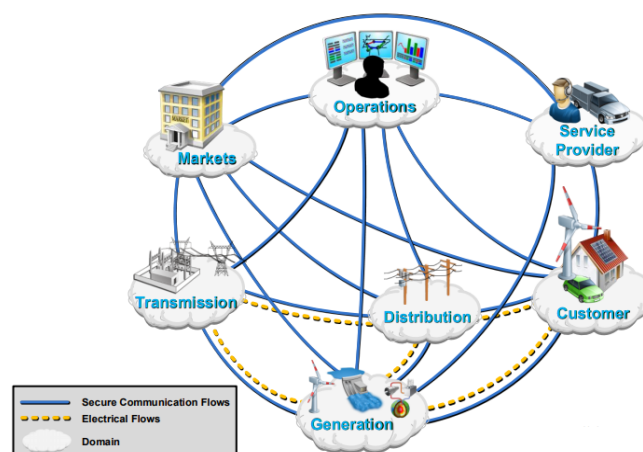 Operations
Markets
Service
Provider
Transmission
Distribution
Customer
Generation
Secure Communication Flows
Electrical Flows
Domain